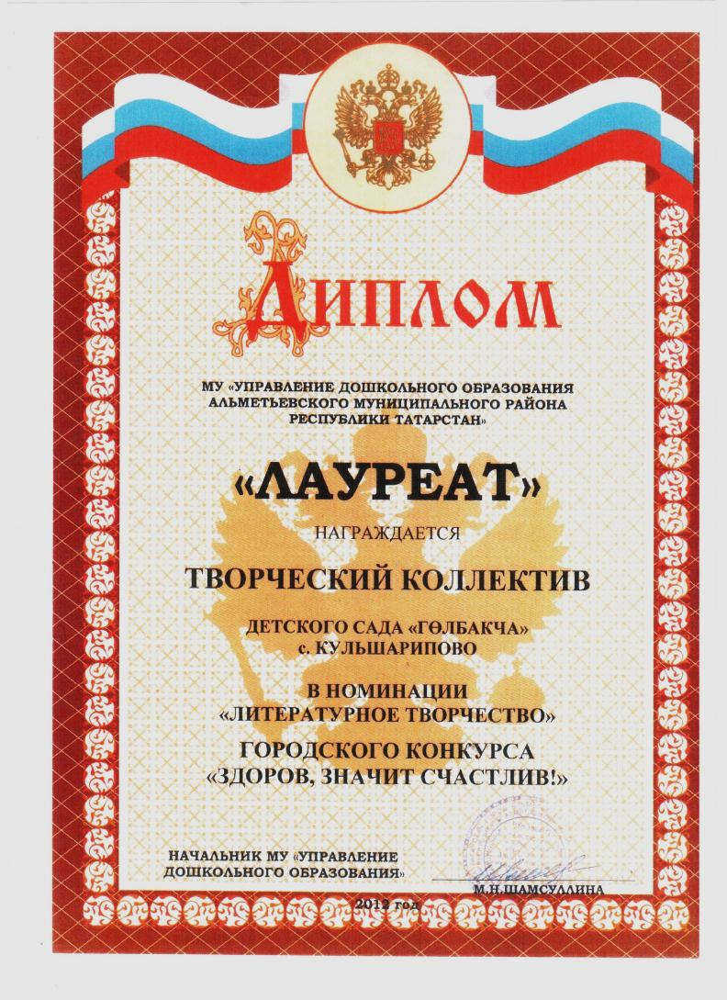 Диплом
МУ «УПРАВЛЕНИЕ ДОШКОЛЬНОГО ОБРАЗОВАНИЯ
АЛЬМЕТЬЕВСКОГО МУНИЦИПАЛЬНОГО РАЙОНА
РЕСПУБЛИКИ ТАТАРСТАН»
«ЛАУРЕАТ»
НАГРАЖДАЕТСЯ
ТВОРЧЕСКИЙ КОЛЛЕКТИВ
ДЕТСКОГО САДА «ГӨЛБАКЧА»
с. КУЛЬШАРИПОВО
В НОМИНАЦИИ
«ЛИТЕРАТУРНОЕ ТВОРЧЕСТВО»
ГОРОДСКОГО КОНКУРСА
«ЗДОРОВ, ЗНАЧИТ СЧАСТЛИВ!»
НАЧАЛЬНИК МУ «УПРАВЛЕНИЕ
ДОШКОЛЬНОГО ОБРАЗОВАНИЯ»
М.Н.ШАМСУЛЛИНА
2012 год